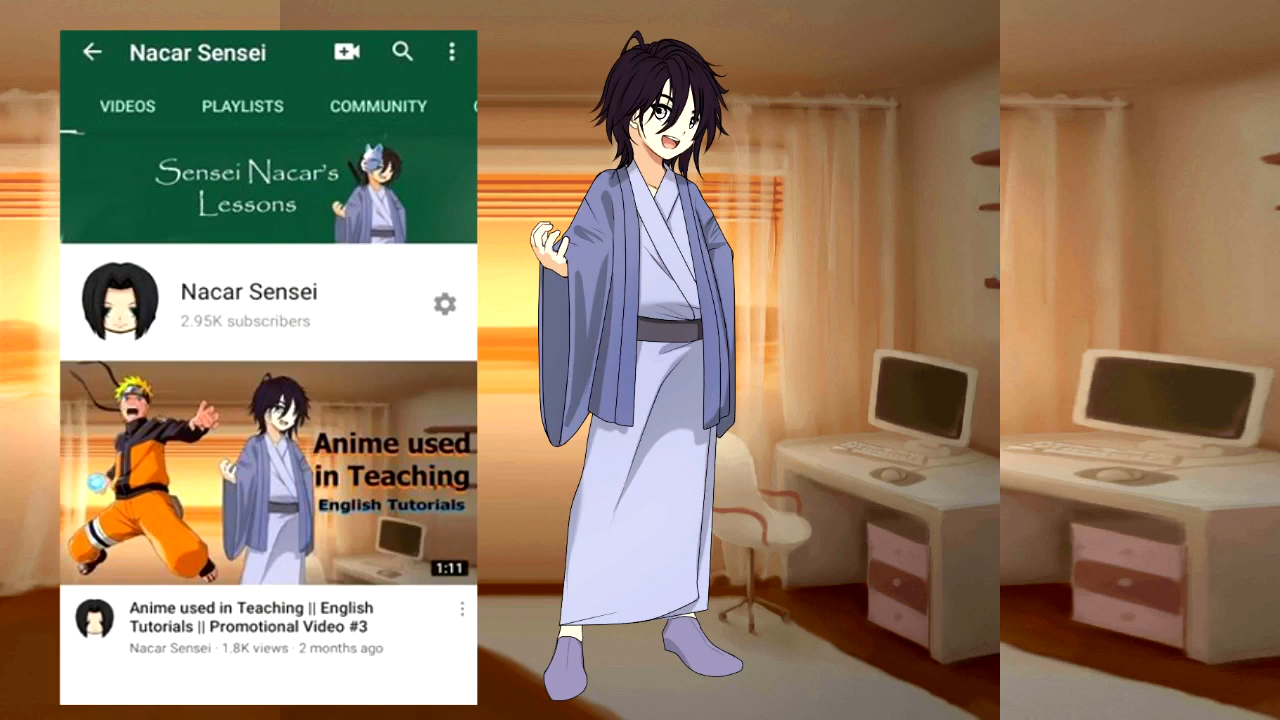 Nacar Sensei
VIDEOS PLAYLISTS COMMUNITY
Sensei Nacar's
Lessons
Nacar Sensei
2.95K subscribers
Anime used
in Teaching
English Tutorials
1:11
Anime used in Teaching || English
Tutorials || Promotional Video #3
Nacar Sensei · 1.8K views · 2 months ago